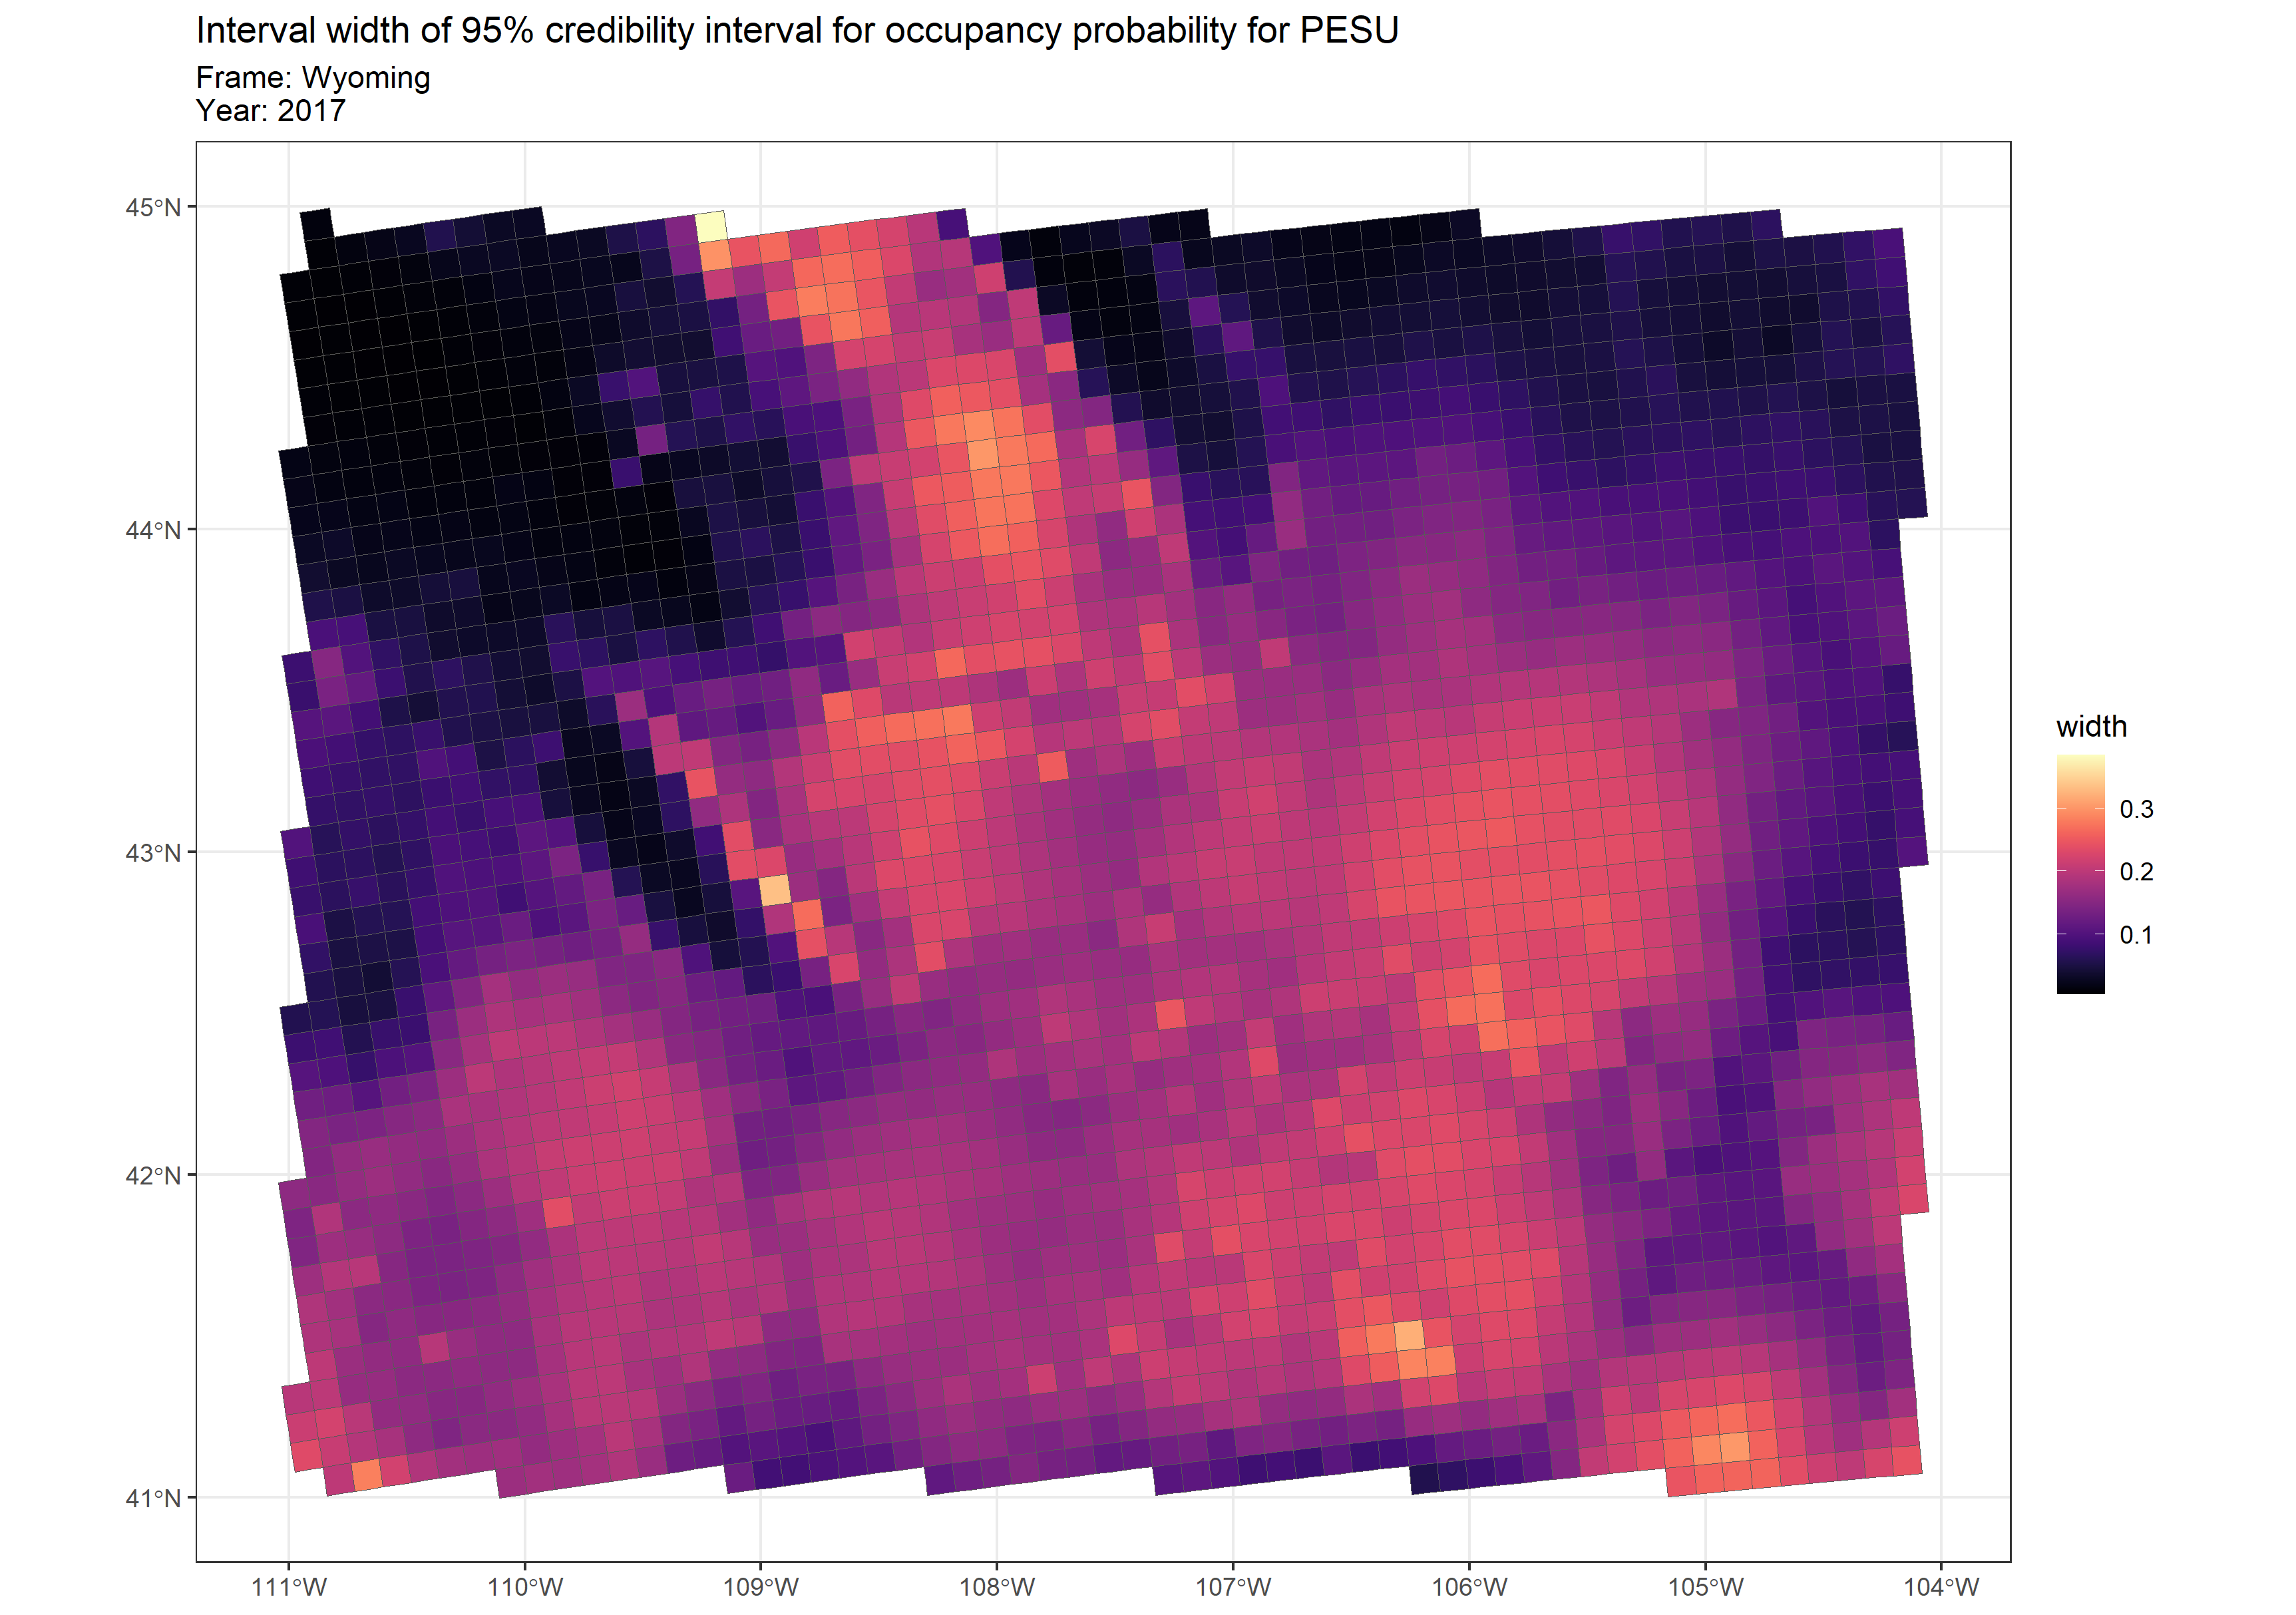 Interval width of 95% credibility interval for occupancy probability for PESU
Frame: Wyoming
Year: 2017
45°N
44°N
43°N
42°N
41°N
111°W
110°W
109°W
108°W
107°W
106°W
105°W
104°W
width
0.3
0.2
0.1